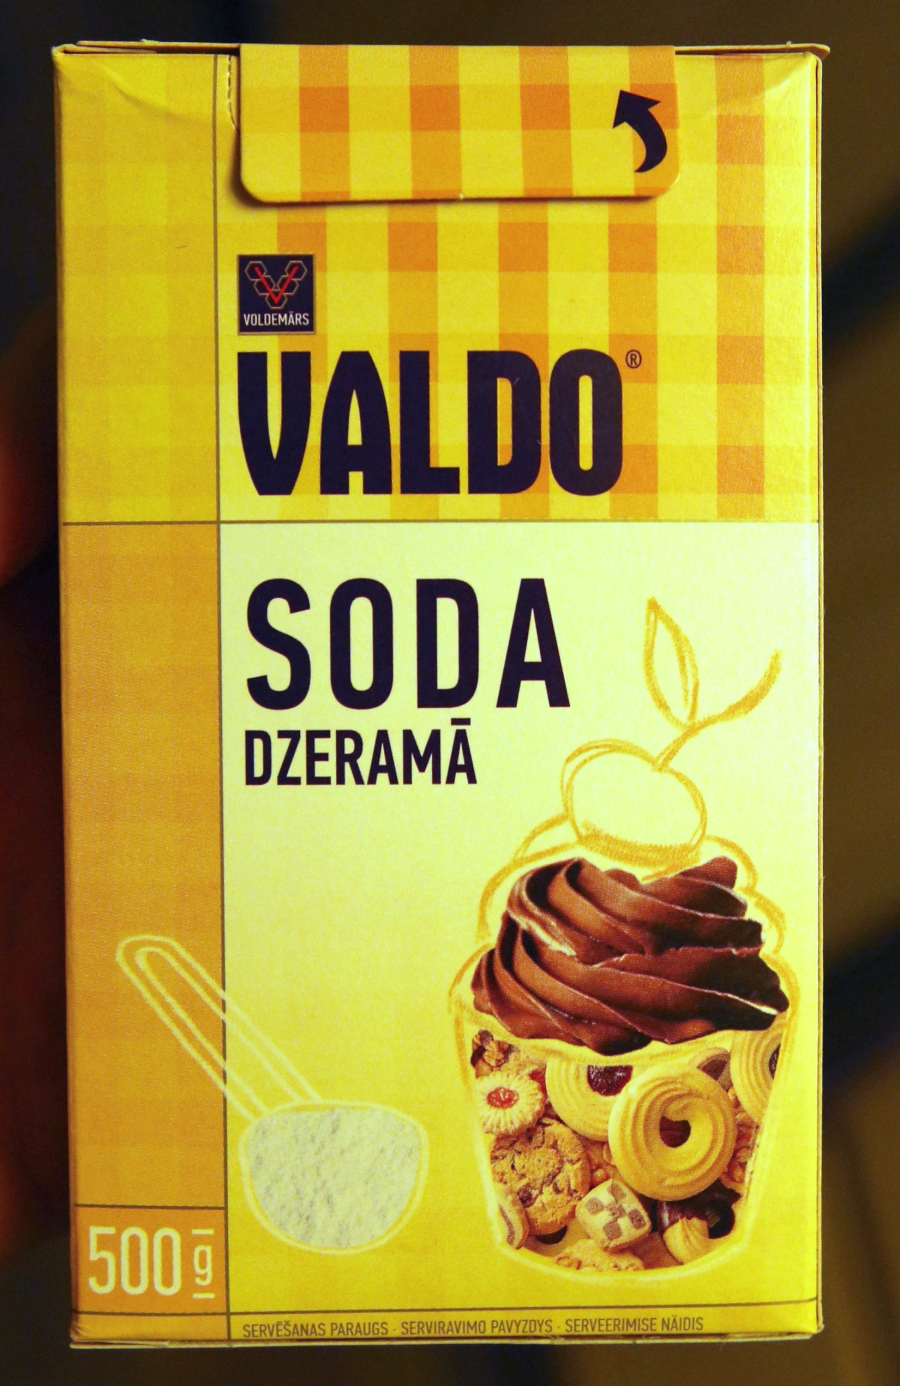 VOLDEMĀRS
VALDO®
SODA
DZERAMĀ
500 g
SERVĒŠANAS PARAUGS · SERVIRAVIMO PAVYZDYS · SERVEERIMISE NÄIDIS